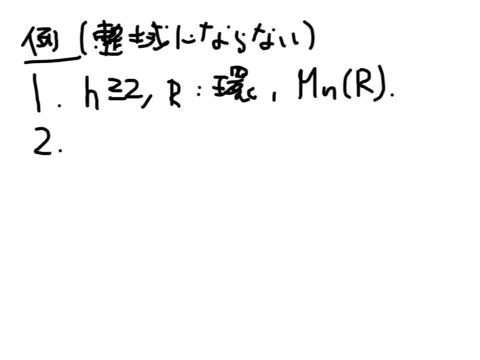 例 (整域にならない)
1. n≥2, R:環, Mn(R).
2.